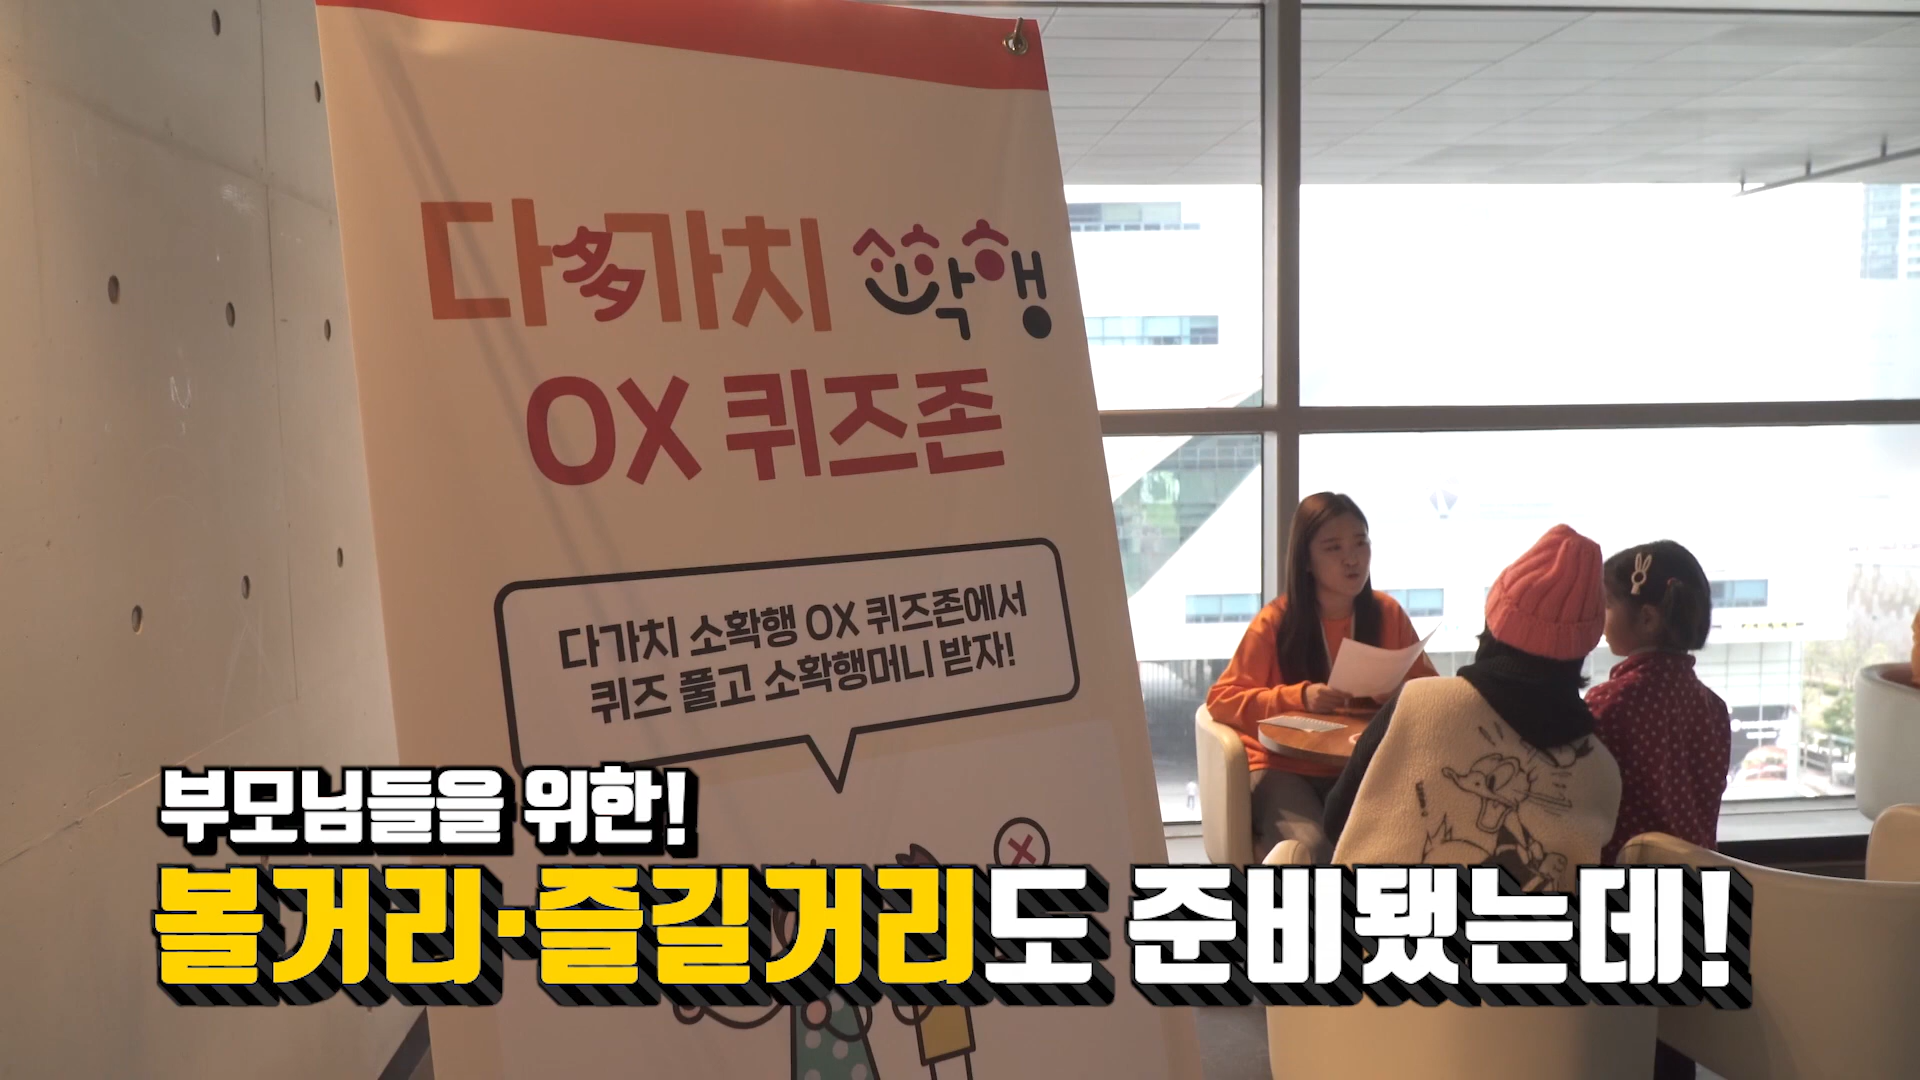 다多가치 소확행
OX 퀴즈존
다가치 소확행 OX 퀴즈존에서
퀴즈 풀고 소확행머니 받자!
부모님들을 위한!
볼거리·즐길거리도 준비됐는데!